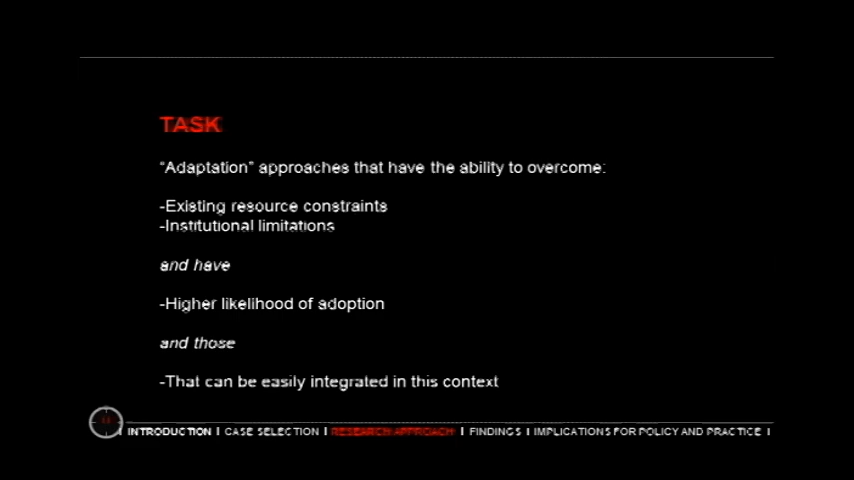 TASK
“Adaptation” approaches that have the ability to overcome:
-Existing resource constraints
-Institutional limitations
and have
-Higher likelihood of adoption
and those
-That can be easily integrated in this context
INTRODUCTION I CASE SELECTION I RESEARCH APPROACH I FINDINGS I IMPLICATIONS FOR POLICY AND PRACTICE I